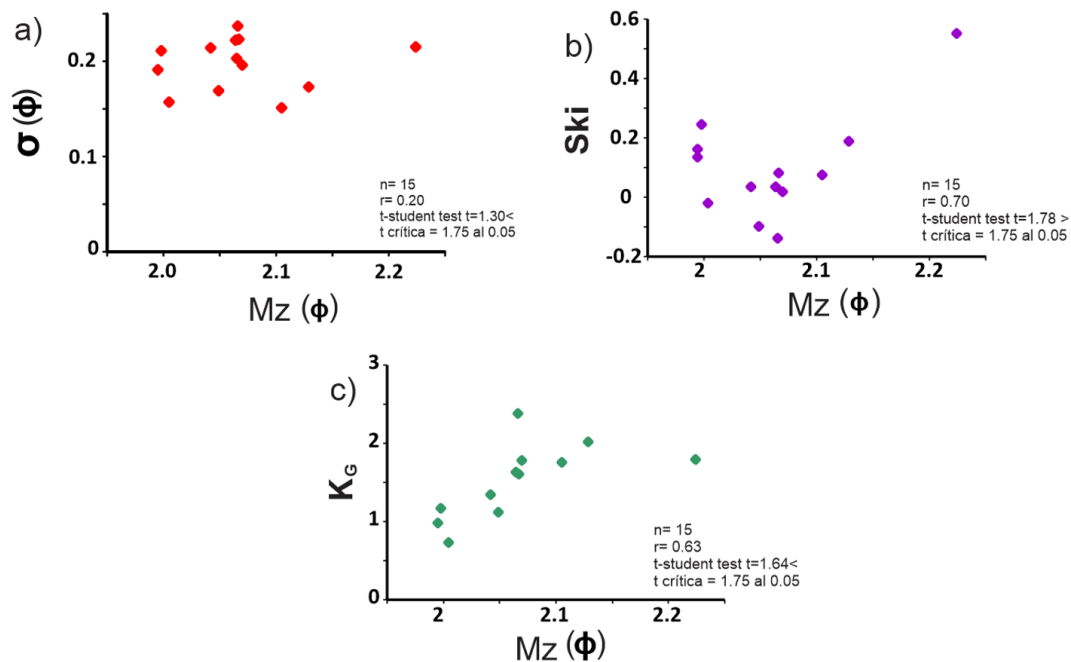 a)
σ (ϕ)
0.2
0.1
0
2.0 2.1 2.2
Mz (ϕ)
n= 15
r= 0.20
t-student test t=1.30<
t crítica = 1.75 al 0.05
b)
Ski
0.6
0.4
0.2
0
-0.2
2 2.1 2.2
Mz (ϕ)
n= 15
r= 0.70
t-student test t=1.78 >
t crítica = 1.75 al 0.05
c)
KG
3
2
1
0
2 2.1 2.2
Mz (ϕ)
n= 15
r= 0.63
t-student test t=1.64<
t crítica = 1.75 al 0.05